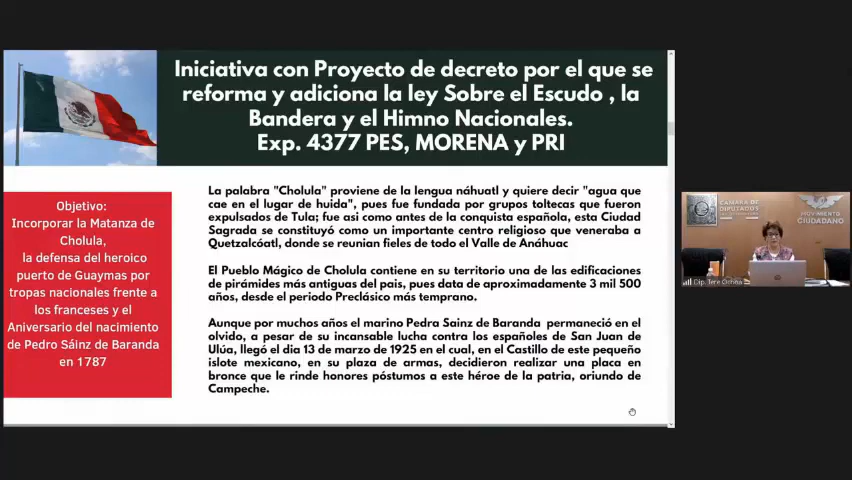 Iniciativa con Proyecto de decreto por el que se
reforma y adiciona la ley Sobre el Escudo , la
Bandera y el Himno Nacionales.
Exp. 4377 PES, MORENA y PRI
Objetivo:
Incorporar la Matanza de
Cholula,
la defensa del heroico
puerto de Guaymas por
tropas nacionales frente a
los franceses y el
Aniversario del nacimiento
de Pedro Sáinz de Baranda
en 1787
La palabra "Cholula" proviene de la lengua náhuatl y quiere decir "agua que
cae en el lugar de huida", pues fue fundada por grupos toltecas que fueron
expulsados de Tula; fue asi como antes de la conquista española, esta Ciudad
Sagrada se constituyó como un importante centro religioso que veneraba a
Quetzalcóatl, donde se reunian fieles de todo el Valle de Anáhuac
El Pueblo Mágico de Cholula contiene en su territorio una de las edificaciones
de pirámides más antiguas del pais, pues data de aproximadamente 3 mil 500
años, desde el periodo Preclásico más temprano.
Aunque por muchos años el marino Pedra Sainz de Baranda permaneció en el
olvido, a pesar de su incansable lucha contra los españoles de San Juan de
Ulúa, llegó el dia 13 de marzo de 1925 en el cual, en el Castillo de este pequeño
islote mexicano, en su plaza de armas, decidieron realizar una placa en
bronce que le rinde honores póstumos a este héroe de la patria, oriundo de
Campeche.
CÁMARA DE
DIPUTADOS
MOVIMIENTO
CIUDADANO
Dip. Tere Ochoa